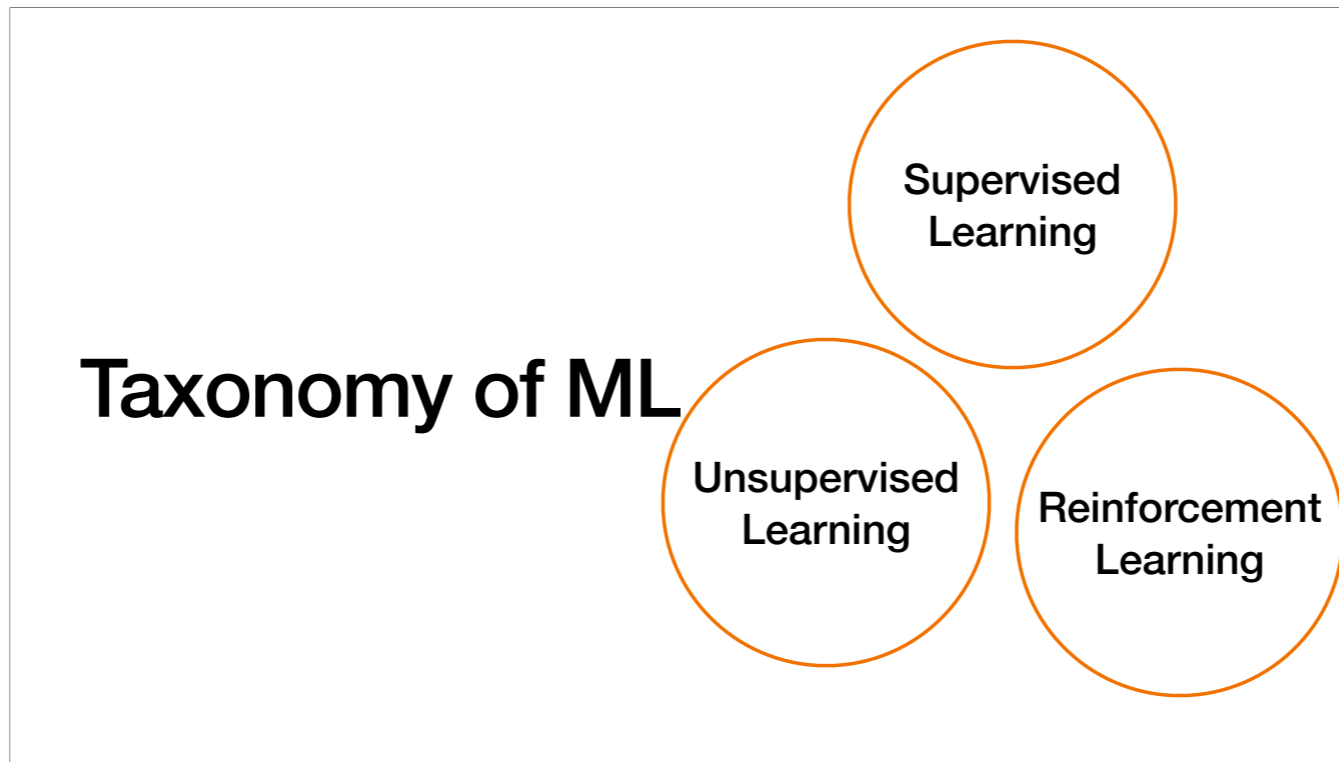 Taxonomy of ML
Supervised
Learning
Unsupervised
Learning
Reinforcement
Learning